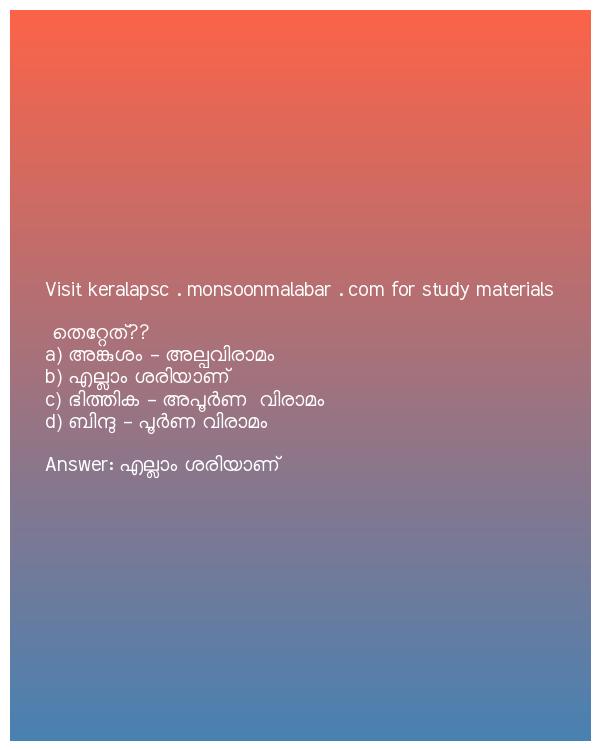 Visit keralapsc . monsoonmalabar . com for study materials
തെറ്റേത്??
a) അങ്കുശം – അല്പവിരാമം
b) എല്ലാം ശരിയാണ്
c) ഭിത്തിക – അപൂർണ വിരാമം
d) ബിന്ദു – പൂർണ വിരാമം
Answer: എല്ലാം ശരിയാണ്